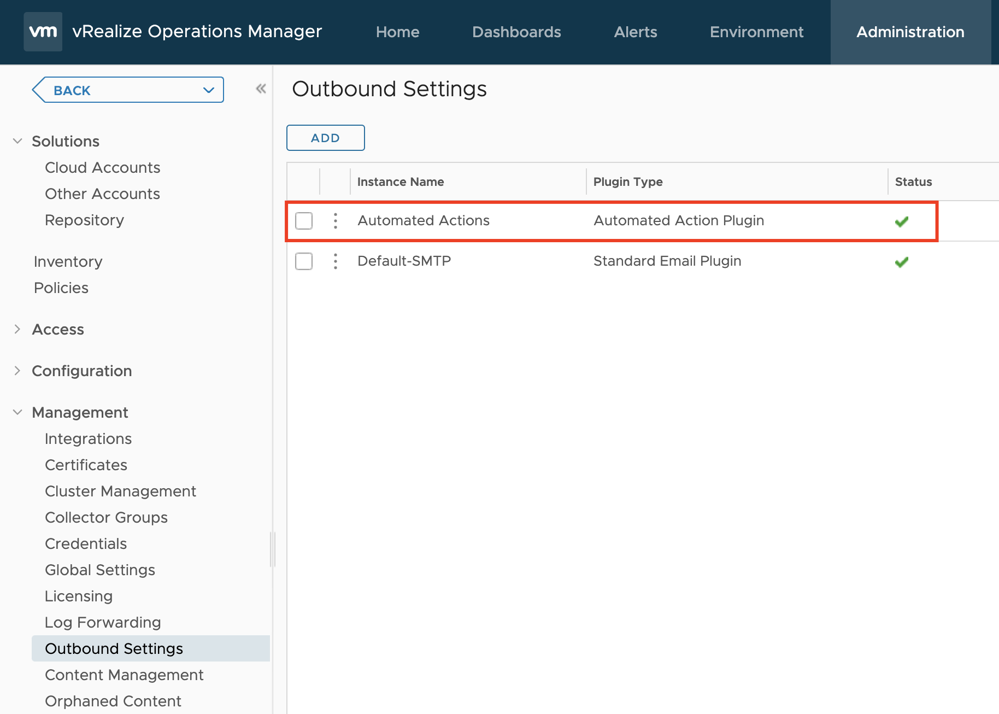 vm vRealize Operations Manager Home Dashboards Alerts Environment Administration
BACK
Solutions
Cloud Accounts
Other Accounts
Repository
Inventory
Policies
Access
Configuration
Management
Integrations
Certificates
Cluster Management
Collector Groups
Credentials
Global Settings
Licensing
Log Forwarding
Outbound Settings
Content Management
Orphaned Content
Outbound Settings
ADD
Instance Name Plugin Type Status
Automated Actions Automated Action Plugin
Default-SMTP Standard Email Plugin